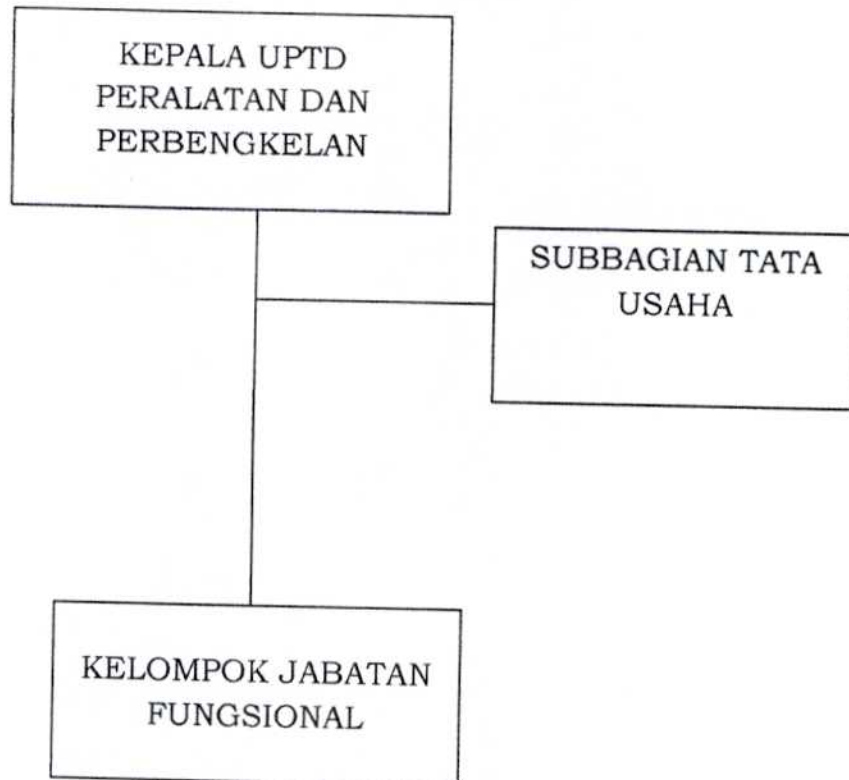 KEPALA UPTD
PERALATAN DAN
PERBENGKELAN
SUBBAGIAN TATA
USAHA
KELOMPOK JABATAN
FUNGSIONAL